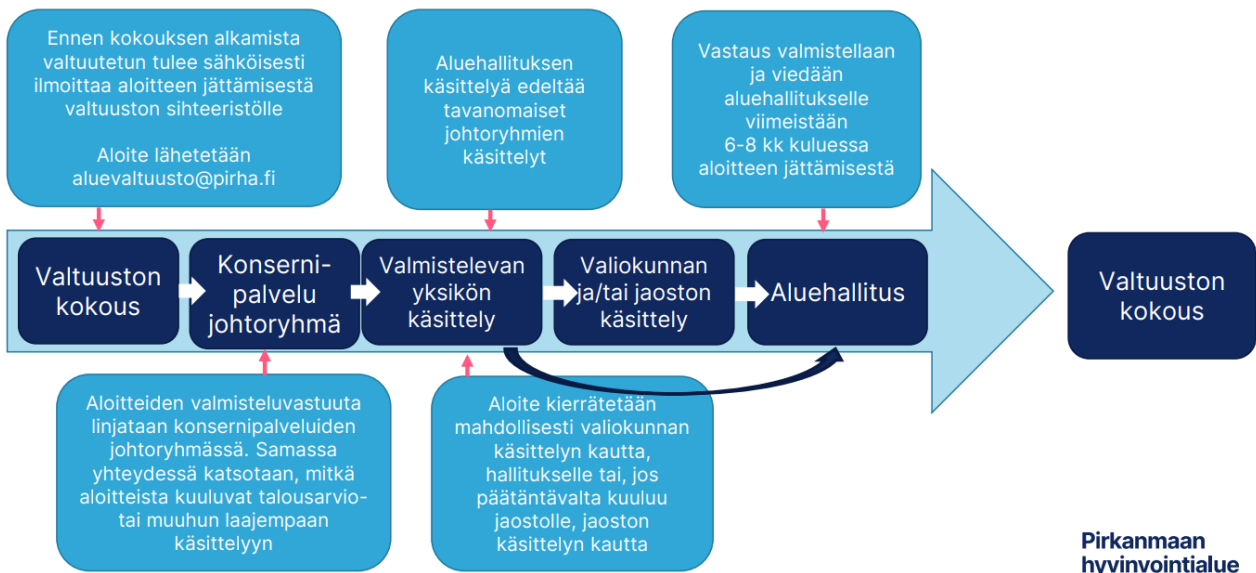 Ennen kokouksen alkamista
valtuutetun tulee sähköisesti
ilmoittaa aloitteen jättämisestä
valtuuston sihteeristölle
Aloite lähetetään
aluevaltuusto@pirha.fi
Aluehallituksen
käsittelyä edeltää
tavanomaiset
johtoryhmien
käsittelyt
Vastaus valmistellaan
ja viedään
aluehallitukselle
viimeistään
6-8 kk kuluessa
aloitteen jättämisestä
Valtuuston
kokous
Konserni-
palvelu
johtoryhmä
Valmistelevan
yksikön
käsittely
Valiokunnan
ja/tai jaoston
käsittely
Aluehallitus
Valtuuston
kokous
Aloitteiden valmisteluvastuuta
linjataan konsernipalveluiden
johtoryhmässä. Samassa
yhteydessä katsotaan, mitkä
aloitteista kuuluvat talousarvio-
tai muuhun laajempaan
käsittelyyn
Aloite kierrätetään
mahdollisesti valiokunnan
käsittelyn kautta,
hallitukselle tai, jos
päätäntävalta kuuluu
jaostolle, jaoston
käsittelyn kautta
Pirkanmaan
hyvinvointialue